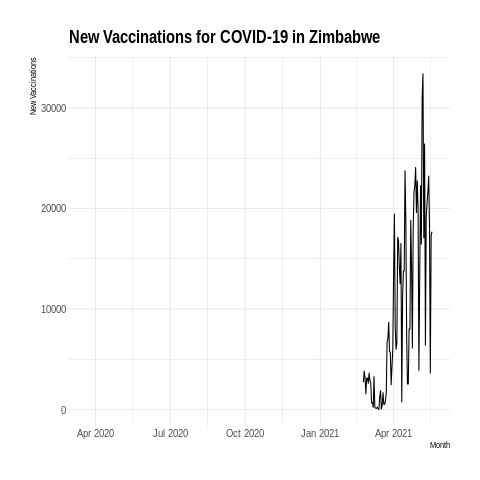 New Vaccinations for COVID-19 in Zimbabwe
New Vaccinations
30000
20000
10000
0
Apr 2020 Jul 2020 Oct 2020 Jan 2021 Apr 2021
Month